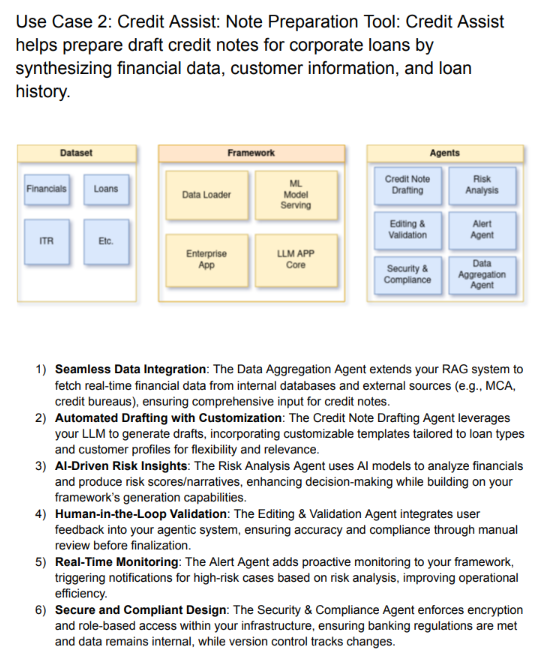 Use Case 2: Credit Assist: Note Preparation Tool: Credit Assist
helps prepare draft credit notes for corporate loans by
synthesizing financial data, customer information, and loan
history.
Dataset
Financials
Loans
ITR
Etc.
Framework
Data Loader
ML
Model
Serving
Enterprise
App
LLM APP
Core
Agents
Credit Note
Drafting
Risk
Analysis
Editing &
Validation
Alert
Agent
Security &
Compliance
Data
Aggregation
Agent
1) Seamless Data Integration: The Data Aggregation Agent extends your RAG system to
fetch real-time financial data from internal databases and external sources (e.g., MCA,
credit bureaus), ensuring comprehensive input for credit notes.
2) Automated Drafting with Customization: The Credit Note Drafting Agent leverages
your LLM to generate drafts, incorporating customizable templates tailored to loan types
and customer profiles for flexibility and relevance.
3) AI-Driven Risk Insights: The Risk Analysis Agent uses AI models to analyze financials
and produce risk scores/narratives, enhancing decision-making while building on your
framework's generation capabilities.
4) Human-in-the-Loop Validation: The Editing & Validation Agent integrates user
feedback into your agentic system, ensuring accuracy and compliance through manual
review before finalization.
5) Real-Time Monitoring: The Alert Agent adds proactive monitoring to your framework,
triggering notifications for high-risk cases based on risk analysis, improving operational
efficiency.
6) Secure and Compliant Design: The Security & Compliance Agent enforces encryption
and role-based access within your infrastructure, ensuring banking regulations are met
and data remains internal, while version control tracks changes.